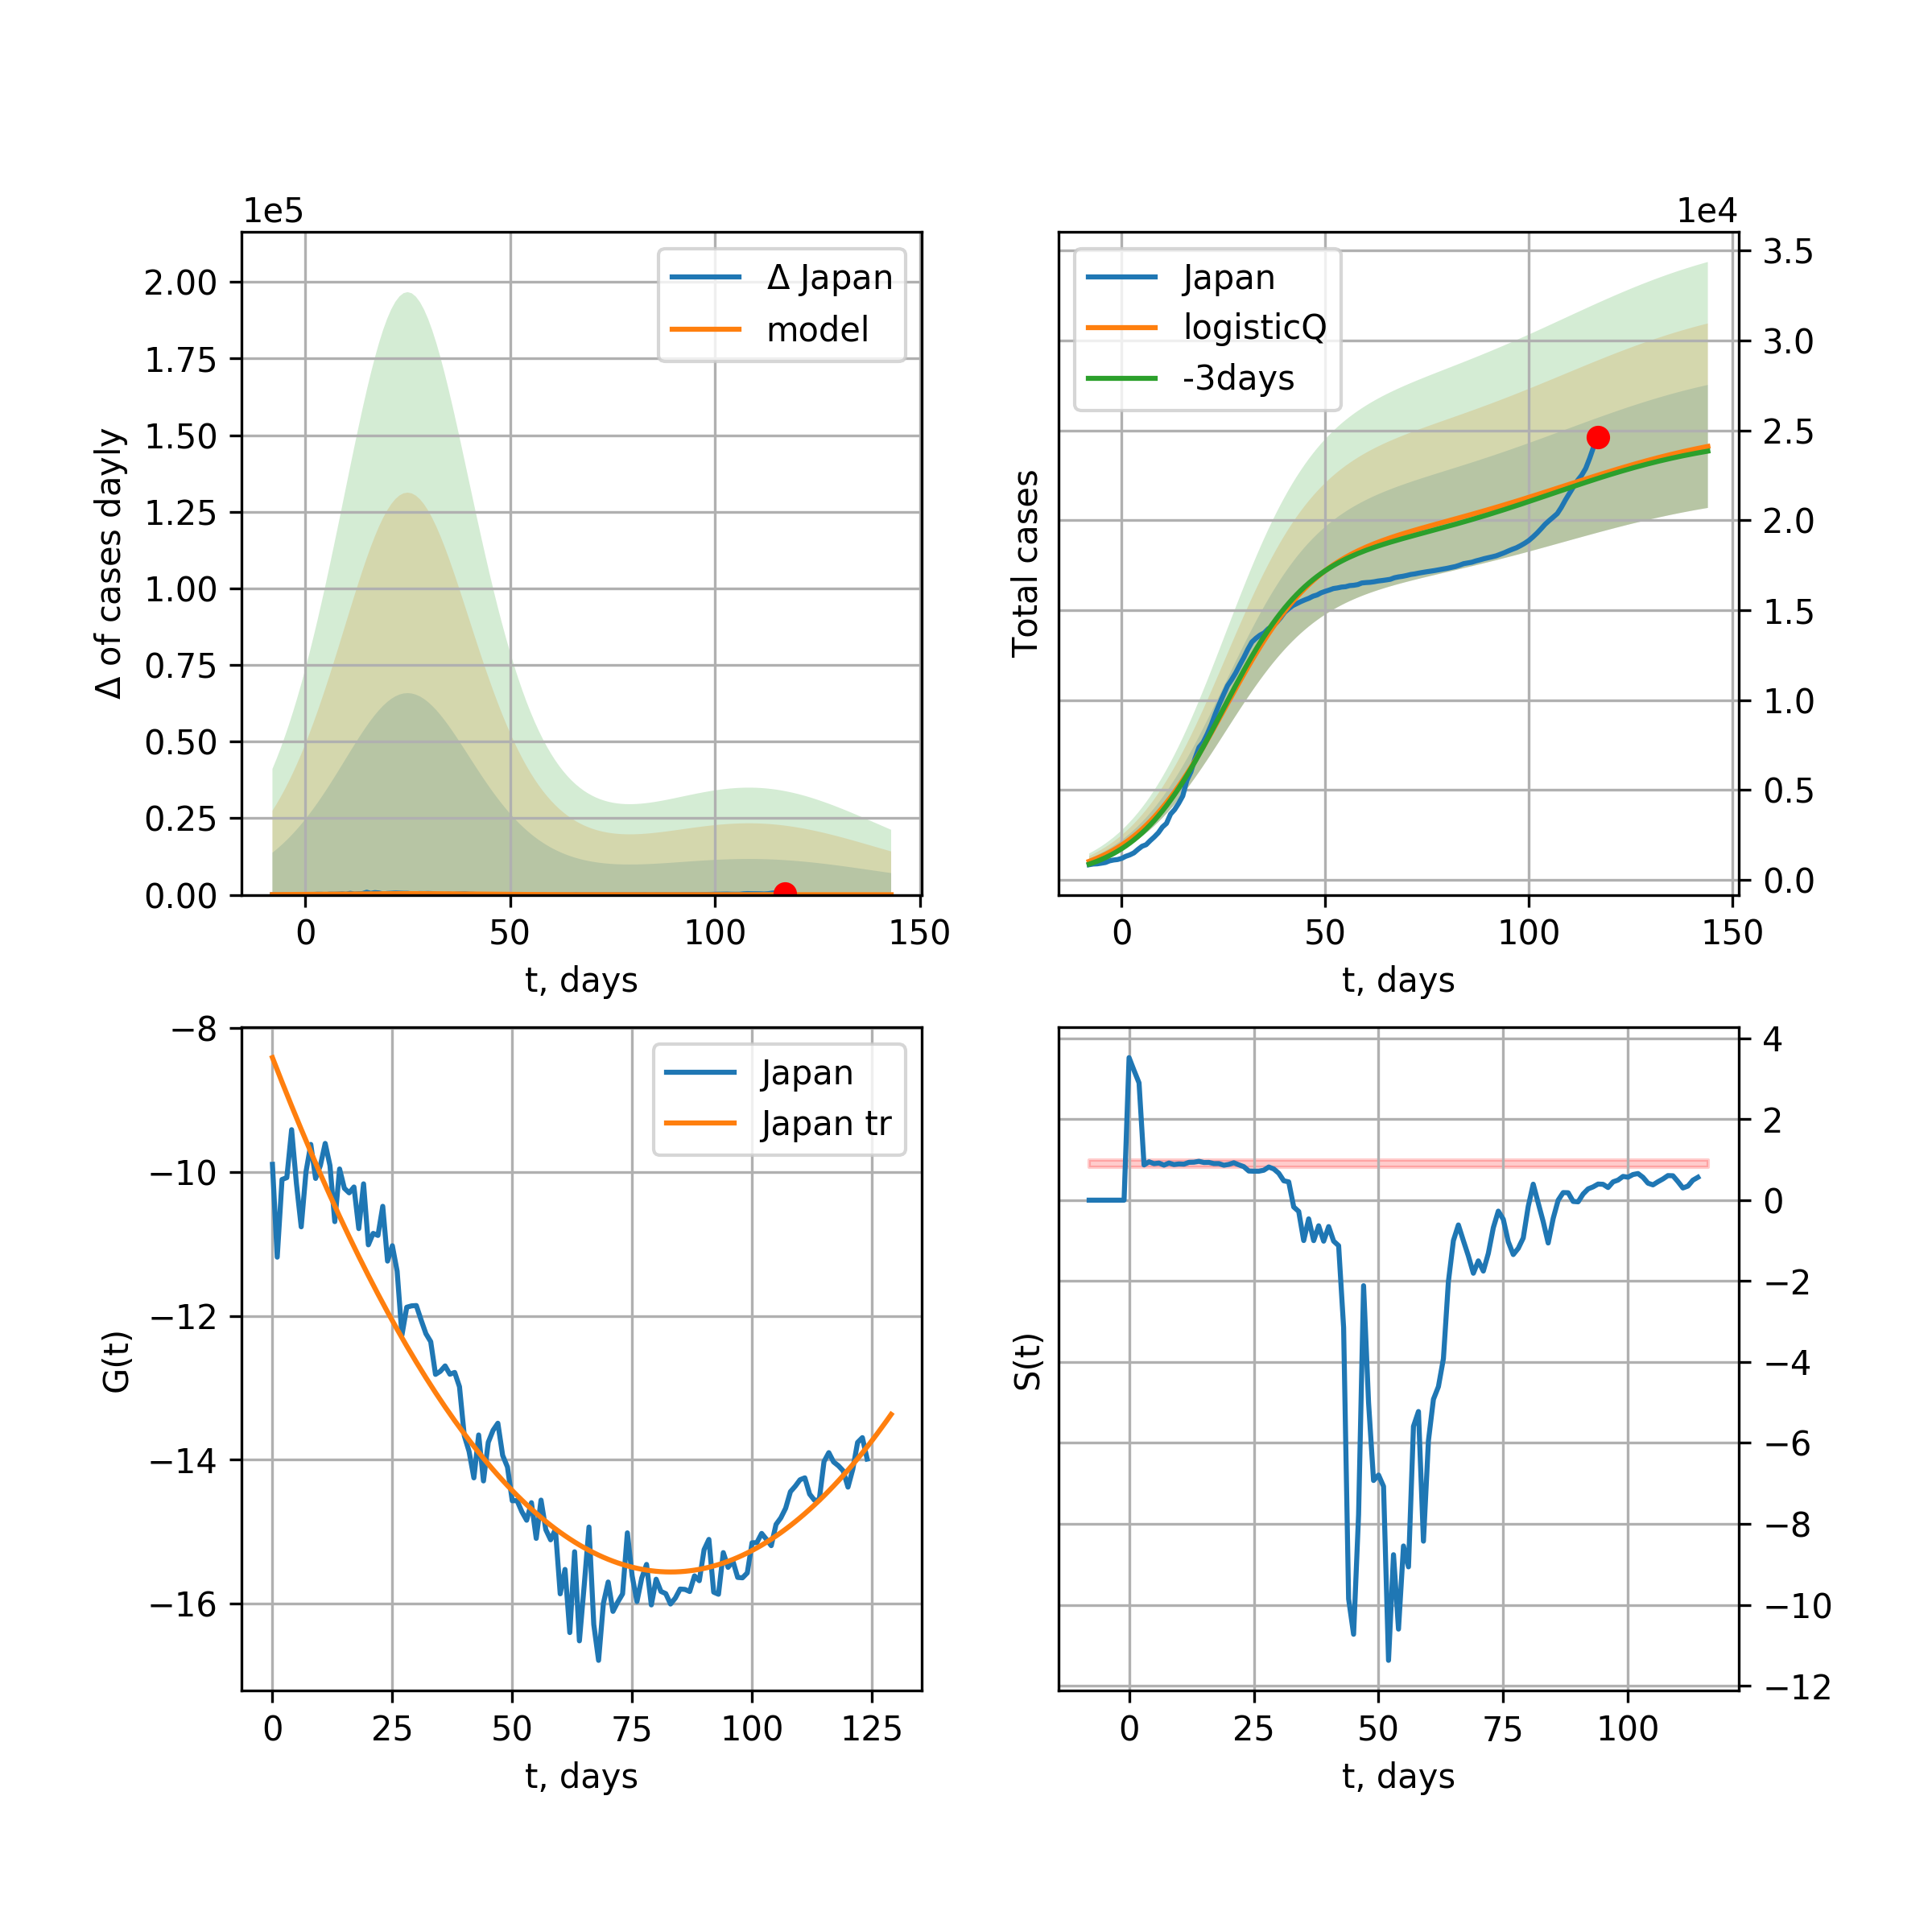 1e5
Δ of cases dayly
2.00
1.75
1.50
1.25
1.00
0.75
0.50
0.25
0.00
Δ Japan
model
0 50 100 150
t, days
1e4
Total cases
Japan
logisticQ
-3days
3.5
3.0
2.5
2.0
1.5
1.0
0.5
0.0
0 50 100 150
t, days
G(t)
−8
−10
−12
−14
−16
Japan
Japan tr
0 25 50 75 100 125
t, days
S(t)
4
2
0
−2
−4
−6
−8
−10
−12
0 25 50 75 100
t, days